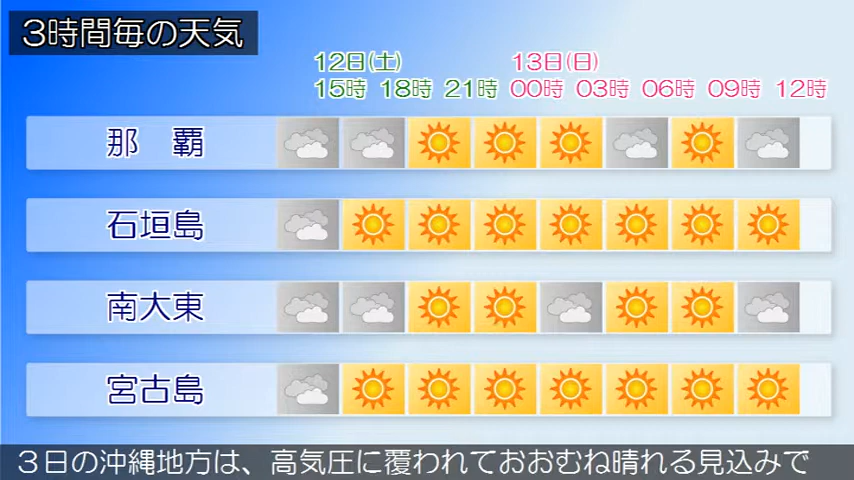 3時間毎の天気
12日(土) 13日(日)
15時 18時 21時 00時 03時 06時 09時 12時
那 覇
石垣島
南大東
宮古島
3日の沖縄地方は、高気圧に覆われておおむね晴れる見込みで